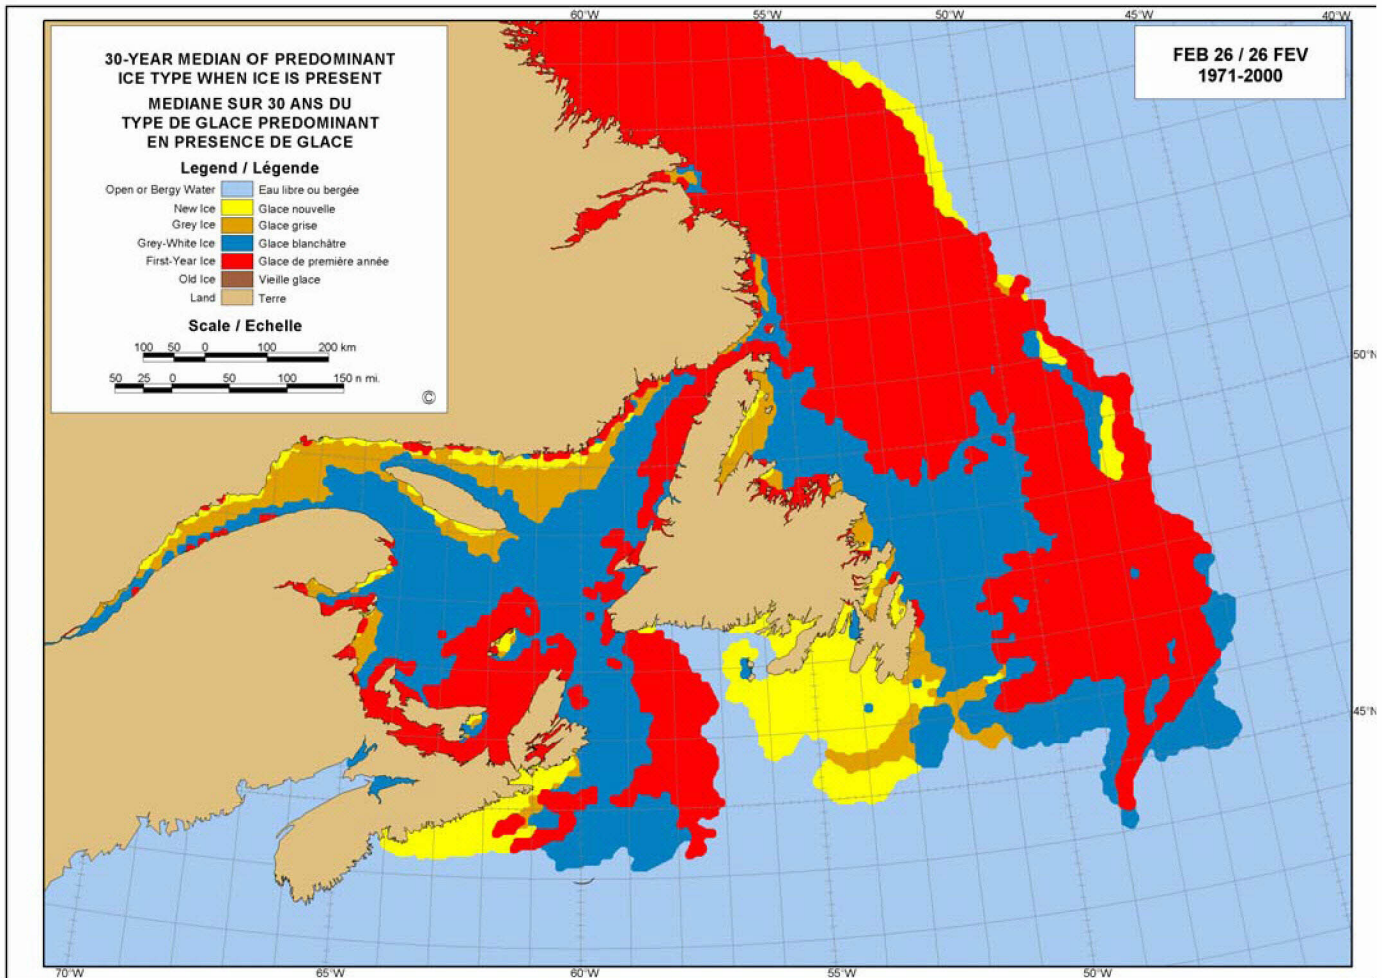 60°W 55°W 50°W 45°W 40°W
30-YEAR MEDIAN OF PREDOMINANT
ICE TYPE WHEN ICE IS PRESENT
MEDIANE SUR 30 ANS DU
TYPE DE GLACE PREDOMINANT
EN PRESENCE DE GLACE
Legend / Légende
Open or Bergy Water Eau libre ou bergée
New Ice Glace nouvelle
Grey Ice Glace grise
Grey-White Ice Glace blanchâtre
First-Year Ice Glace de première année
Old Ice Vieille glace
Land Terre
Scale / Echelle
100 50 0 100 200 km
50 25 0 50 100 150 n mi.
©
FEB 26 / 26 FEV
1971-2000
50°N
45°N
70°W 65°W 60°W 55°W 50°W